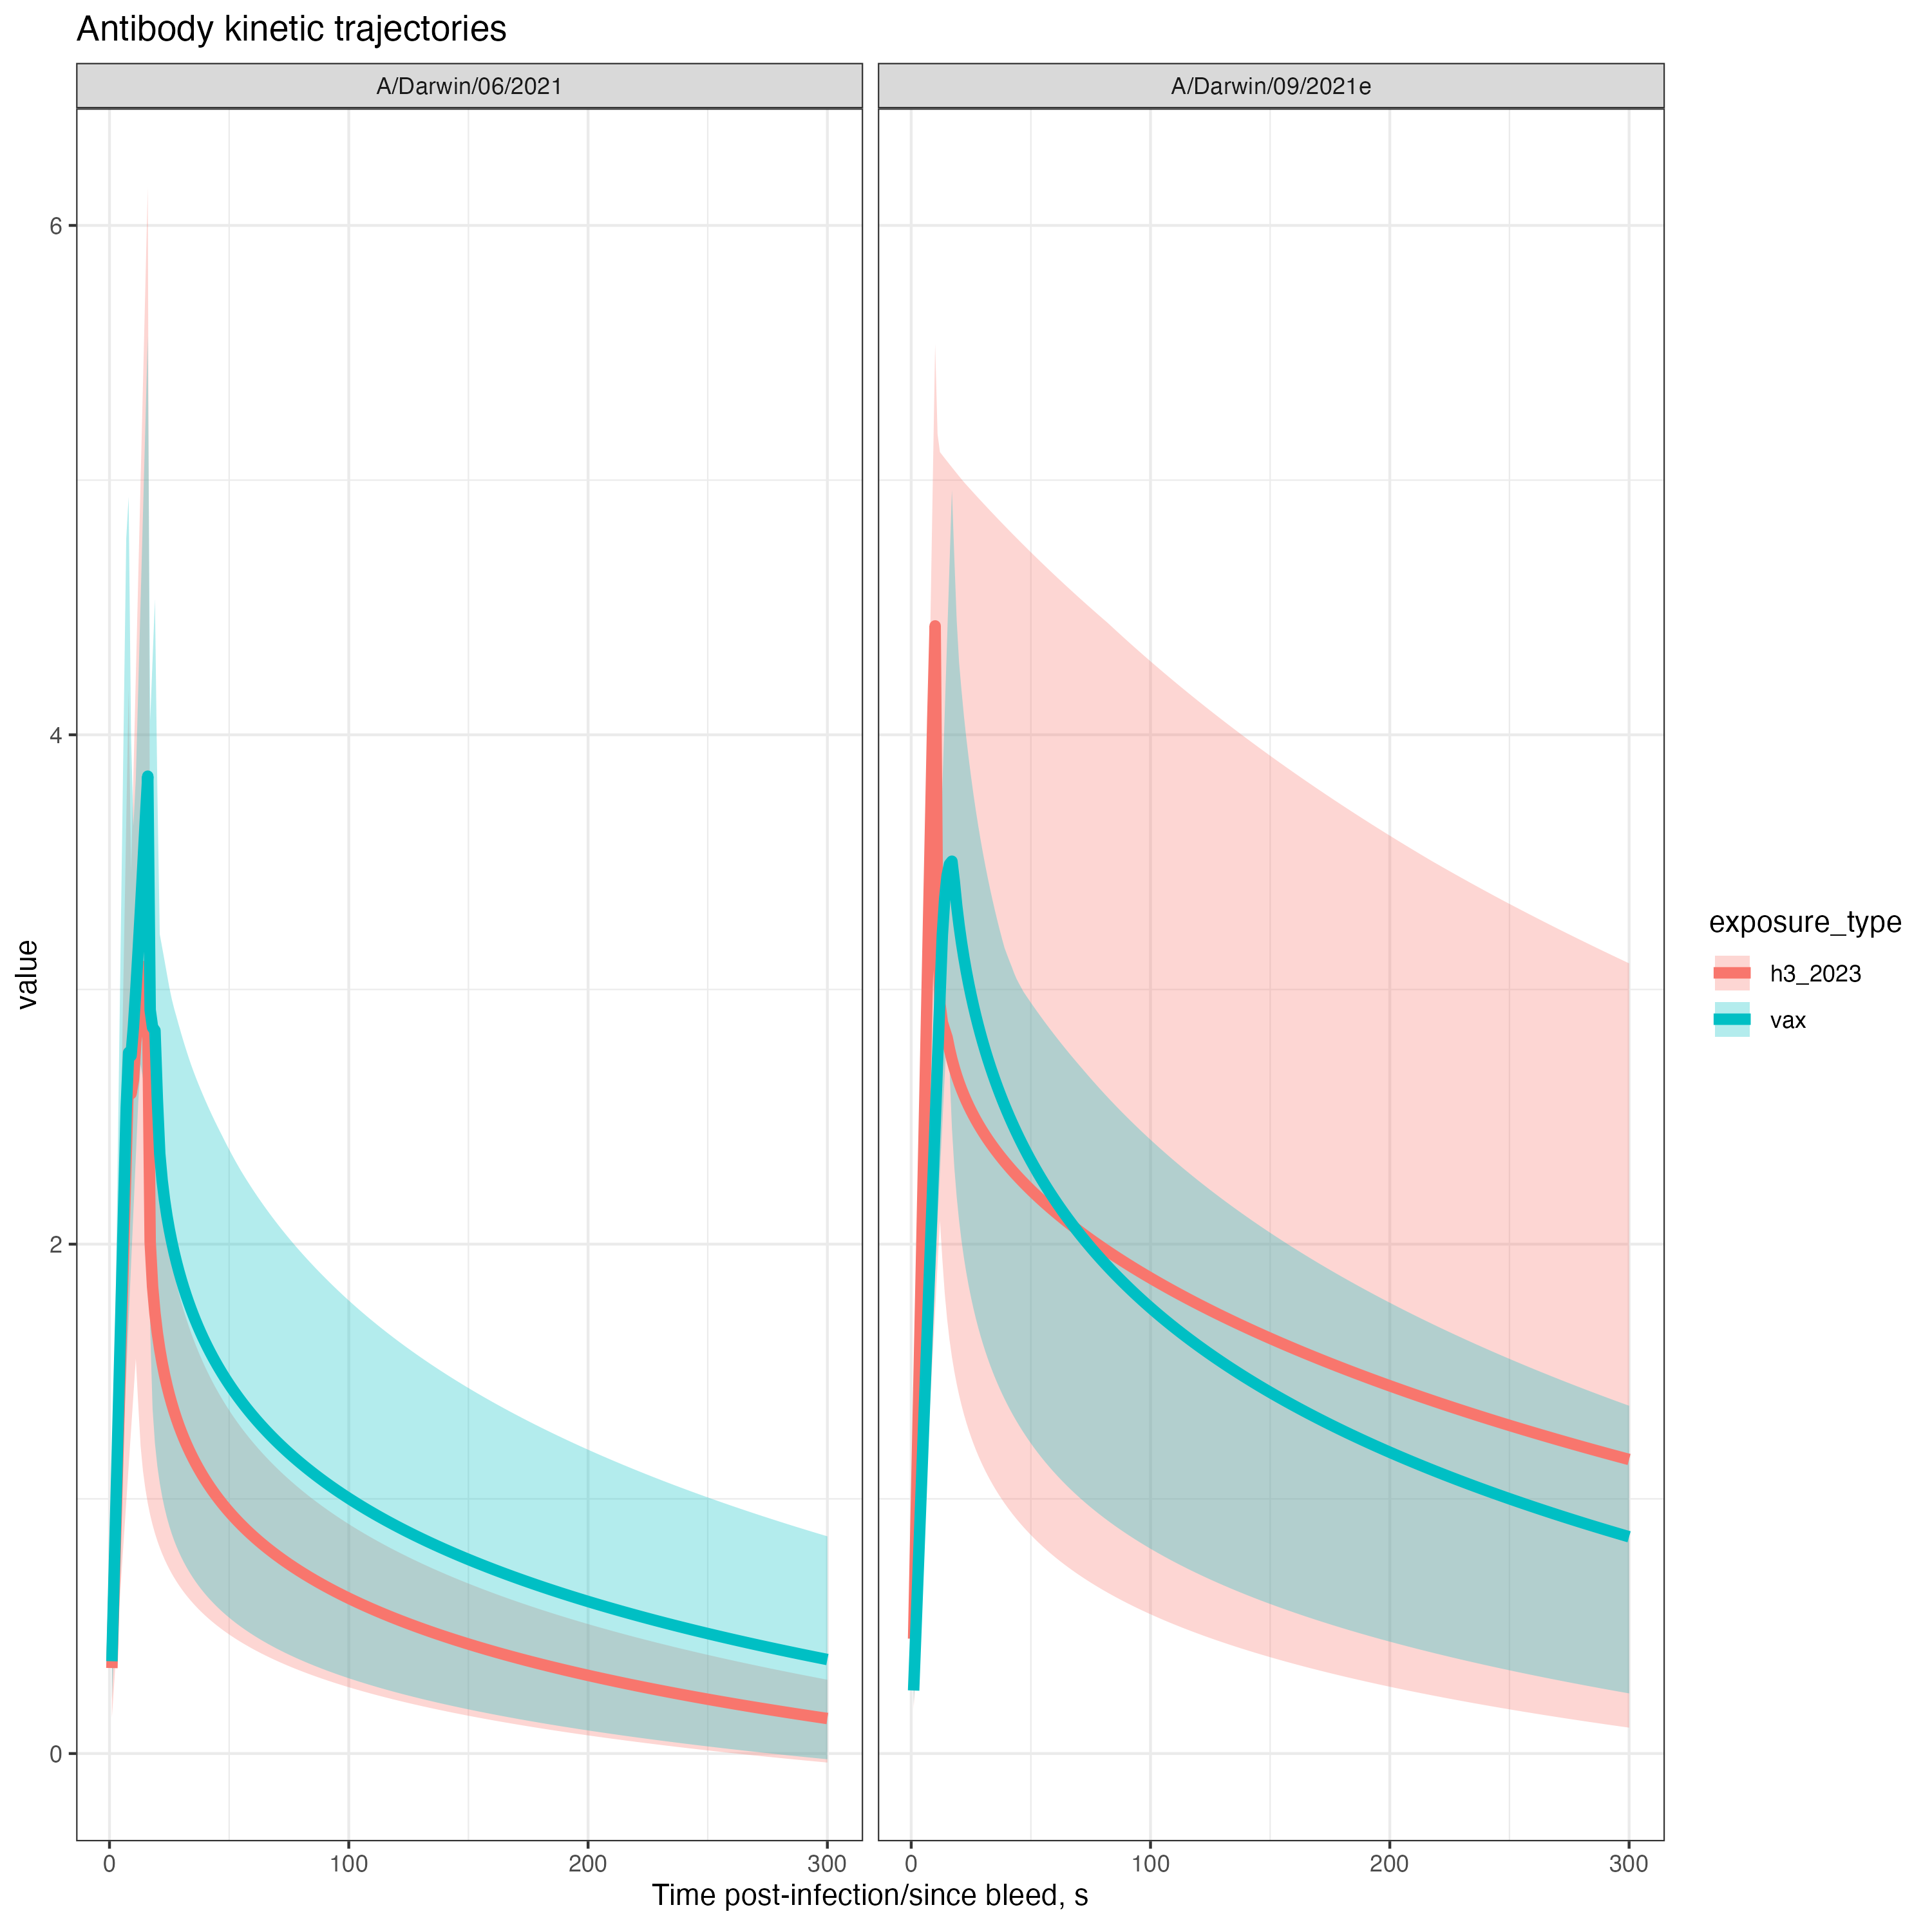 Antibody kinetic trajectories
A/Darwin/06/2021
A/Darwin/09/2021e
6
4
2
0
value
0 100 200 300
0 100 200 300
Time post-infection/since bleed, s
exposure_type
h3_2023
vax